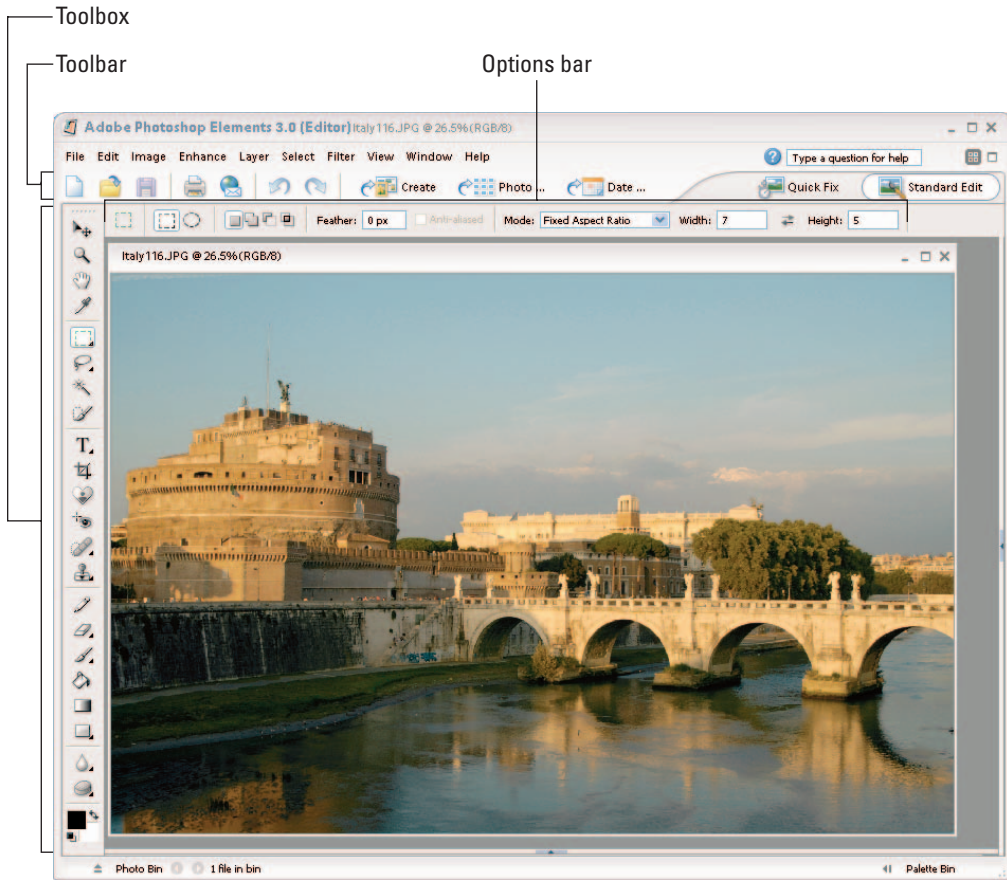 Toolbox
Toolbar
Options bar
Adobe Photoshop Elements 3.0 (Editor) Italy116.JPG @ 26.5% (RGB/8)
File Edit Image Enhance Layer Select Filter View Window Help
Type a question for help
Create Photo ... Date ... Quick Fix Standard Edit
Feather: 0 px Anti-aliased Mode: Fixed Aspect Ratio Width: 7 Height: 5
Italy116.JPG @ 26.5% (RGB/8)
T
Photo Bin 1 file in bin Palette Bin